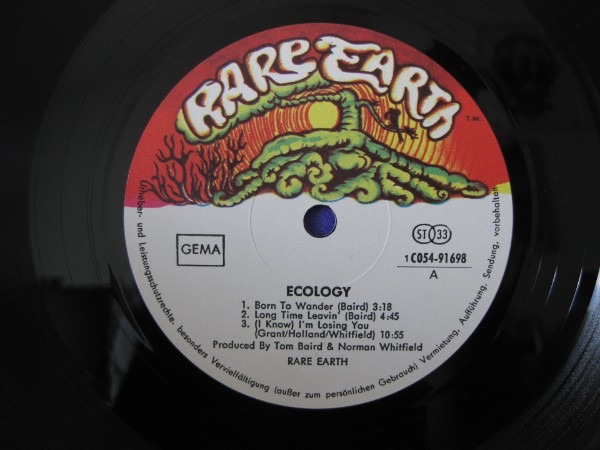 RARE EARTH
T.M.
GEMA
ST 33
1C054-91698
A
ECOLOGY
1. Born To Wander (Baird) 3:18
2. Long Time Leavin' (Baird) 4:45
3. (I Know) I'm Losing You
(Grant/Holland/Whitfield) 10:55
Produced By Tom Baird & Norman Whitfield
RARE EARTH
Urheber- und Leistungsschutzrechte, besonders Vervielfältigung (außer zum persönlichen Gebrauch) Vermietung, Aufführung, Sendung, vorbehalten